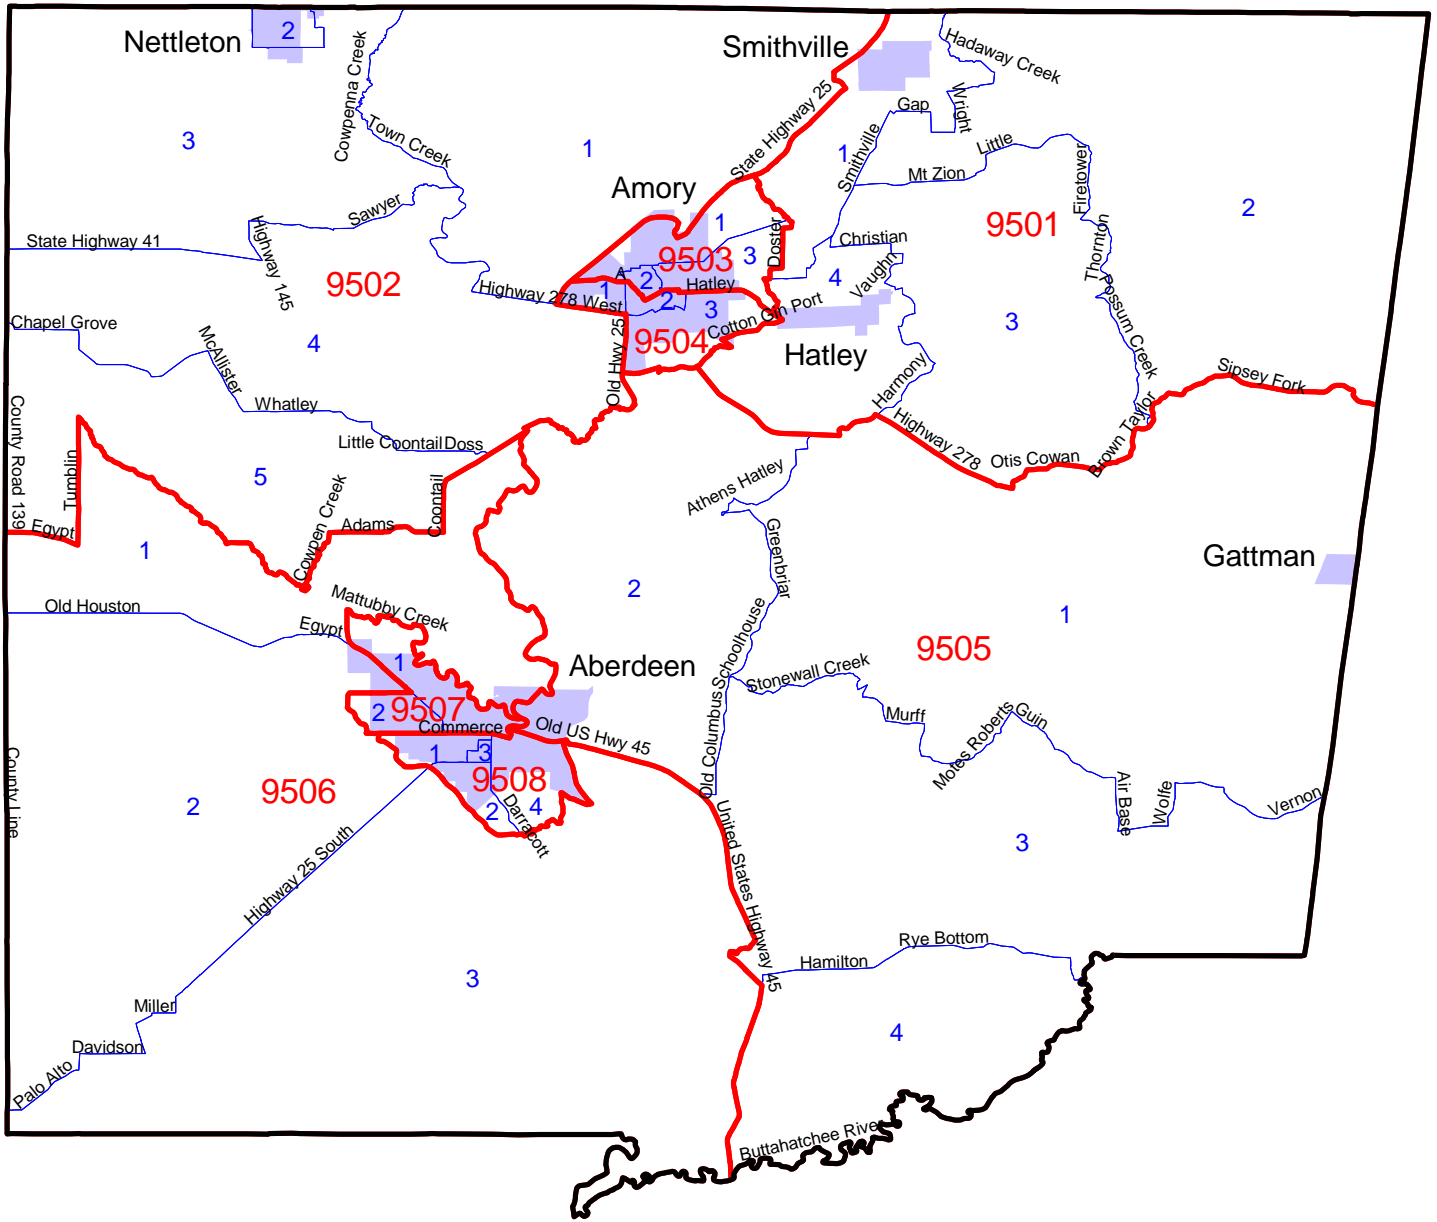 Nettleton
2
Cowpenna Creek
Smithville
Hadaway Creek
State Highway 25
Gap
Wright
3
Town Creek
1
1
Smithville
Little
Mt Zion
Firetower
Amory
2
Sawyer
1
9501
Highway 145
State Highway 41
Doster
Christian
Thornton
9503
3
Vaughn
4
A
2
Hatley
9502
Highway 278 West
1
2
3
Cotton Gin Port
Possum Creek
Chapel Grove
3
McAllister
4
9504
Old Hwy 25
Hatley
Harmony
Sipsey Fork
County Road 139
Whatley
Brown Taylor
Little Coontail
Doss
Highway 278
Otis Cowan
Tumblin
5
Cowpen Creek
Coontail
Athens Hatley
Egypt
Adams
1
Greenbriar
Gattman
2
Mattubby Creek
Old Houston
1
Egypt
Schoolhouse
9505
1
Aberdeen
Stonewall Creek
2
9507
Old Columbus
Murff
Motes Roberts
Guin
Commerce
Old US Hwy 45
County Line
1
3
9508
9506
2
2
4
Darracott
Air Base
Wolfe
Vernon
United States Highway 45
3
Highway 25 South
Rye Bottom
Hamilton
3
Miller
4
Davidson
Palo Alto
Buttahatchee River